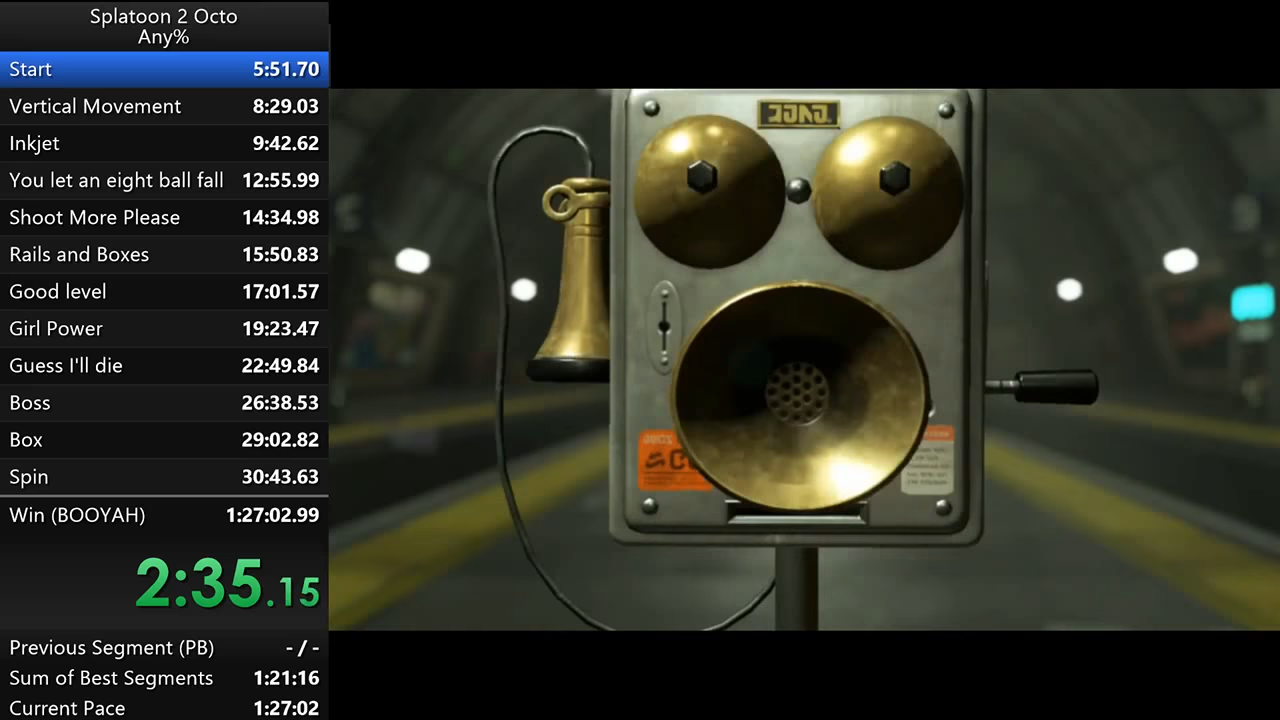 Splatoon 2 Octo
Any%
Start 5:51.70
Vertical Movement 8:29.03
Inkjet 9:42.62
You let an eight ball fall 12:55.99
Shoot More Please 14:34.98
Rails and Boxes 15:50.83
Good level 17:01.57
Girl Power 19:23.47
Guess I'll die 22:49.84
Boss 26:38.53
Box 29:02.82
Spin 30:43.63
Win (BOOYAH) 1:27:02.99
2:35.15
Previous Segment (PB) - / -
Sum of Best Segments 1:21:16
Current Pace 1:27:02